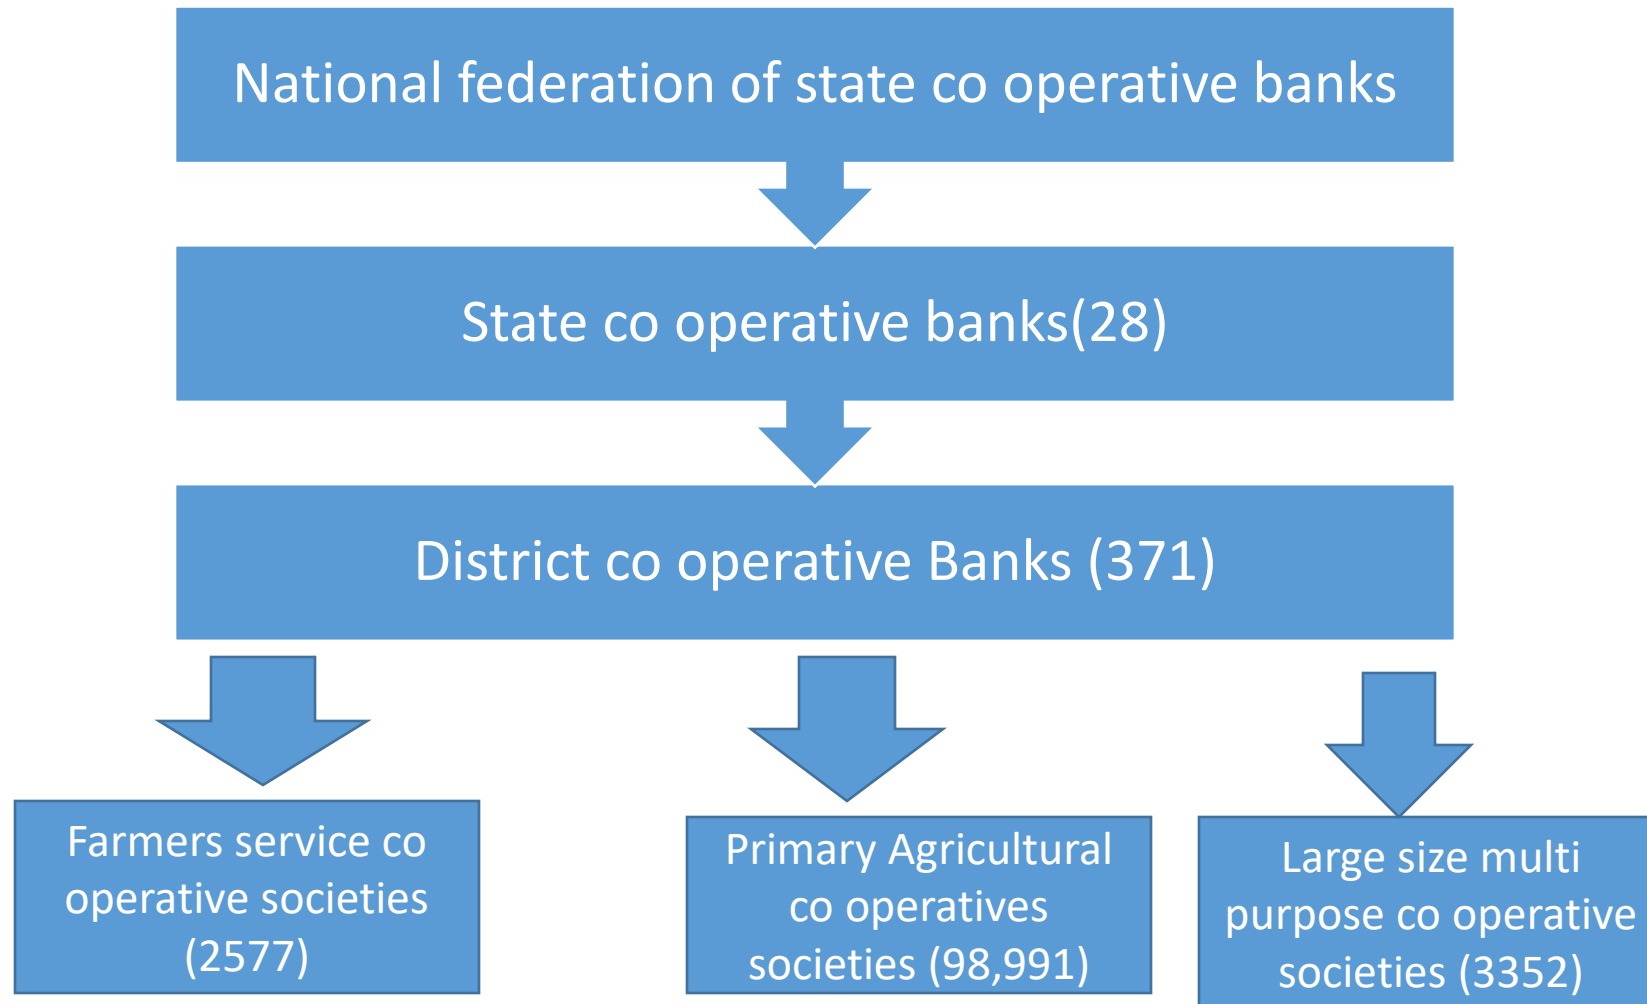 National federation of state co operative banks
State co operative banks(28)
District co operative Banks (371)
Farmers service co
operative societies
(2577)
Primary Agricultural
co operatives
societies (98,991)
Large size multi
purpose co operative
societies (3352)